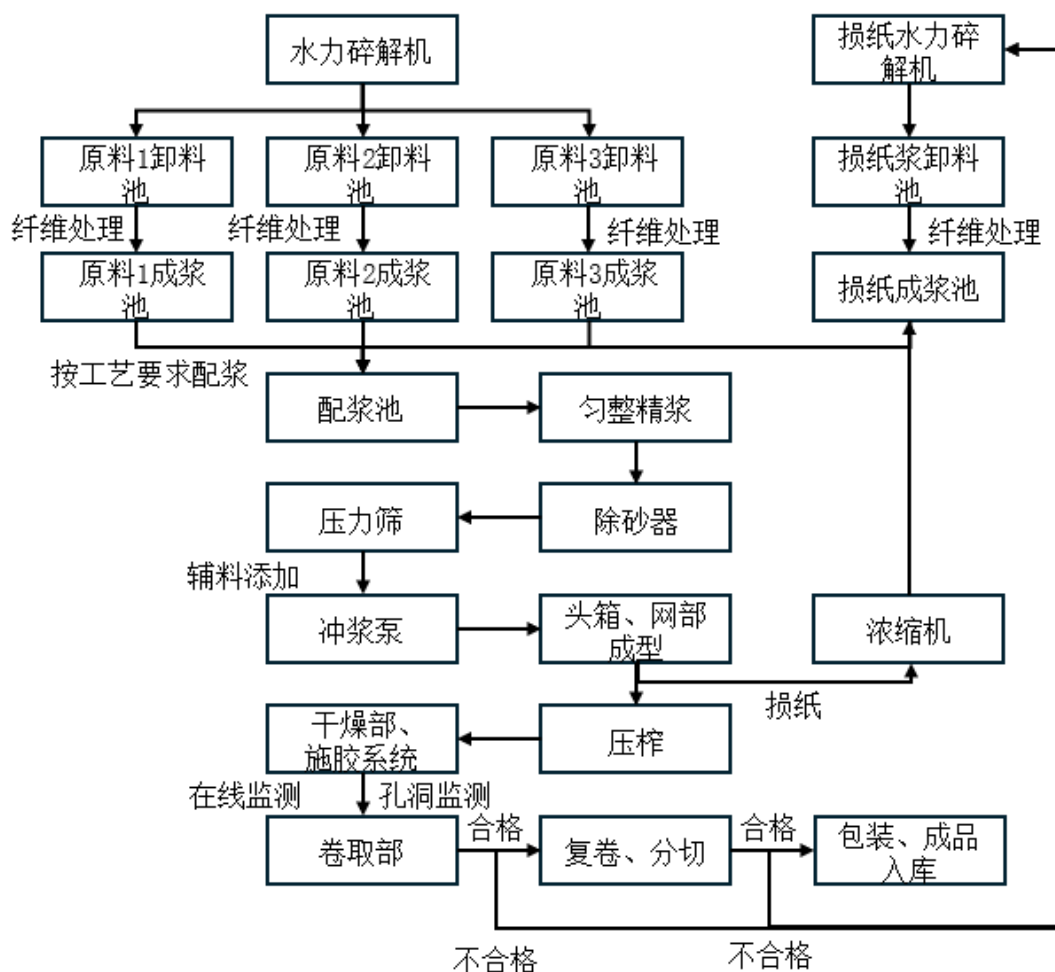 水力碎解机
损纸水力碎
解机
原料1卸料
池
原料2卸料
池
原料3卸料
池
损纸浆卸料
池
纤维处理
纤维处理
纤维处理
纤维处理
原料1成浆
池
原料2成浆
池
原料3成浆
池
损纸成浆池
按工艺要求配浆
配浆池
匀整精浆
压力筛
除砂器
辅料添加
冲浆泵
头箱、网部
成型
浓缩机
损纸
干燥部、
施胶系统
压榨
在线监测
孔洞监测
合格
合格
卷取部
复卷、分切
包装、成品
入库
不合格
不合格